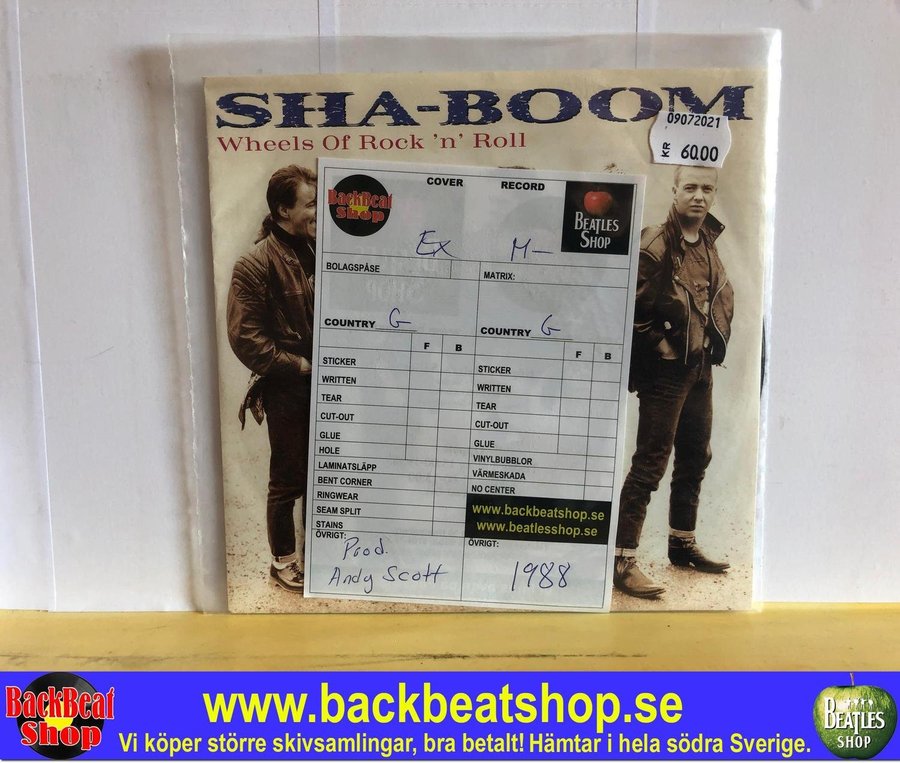 SHA-BOOM
Wheels Of Rock 'n' Roll
09072021
KR 60.00
BackBeat
Shop
COVER RECORD
BEATLES
SHOP
Ex M-
BOLAGSPÅSE MATRIX:
COUNTRY G COUNTRY G
F B F B
STICKER STICKER
WRITTEN WRITTEN
TEAR TEAR
CUT-OUT CUT-OUT
GLUE GLUE
HOLE VINYLBUBBLOR
LAMINATSLÄPP VÄRMESKADA
BENT CORNER NO CENTER
RINGWEAR
SEAM SPLIT
STAINS
www.backbeatshop.se
www.beatlesshop.se
ÖVRIGT: ÖVRIGT:
Prod.
Andy Scott 1988
BackBeat
Shop
www.backbeatshop.se
Vi köper större skivsamlingar, bra betalt! Hämtar i hela södra Sverige.
BEATLES
SHOP